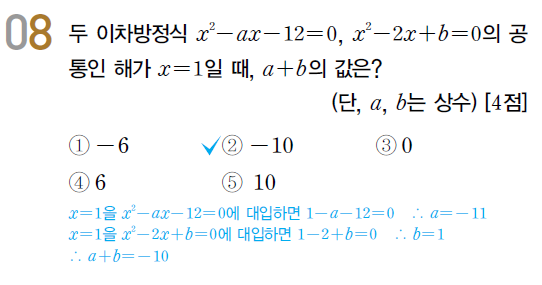 08 두 이차방정식 x²−ax−12=0, x²−2x+b=0의 공
통인 해가 x=1일 때, a+b의 값은?
(단, a, b는 상수) [4점]
① −6 ② −10 ③ 0
④ 6 ⑤ 10
x=1을 x²−ax−12=0에 대입하면 1−a−12=0 ∴ a=−11
x=1을 x²−2x+b=0에 대입하면 1−2+b=0 ∴ b=1
∴ a+b=−10